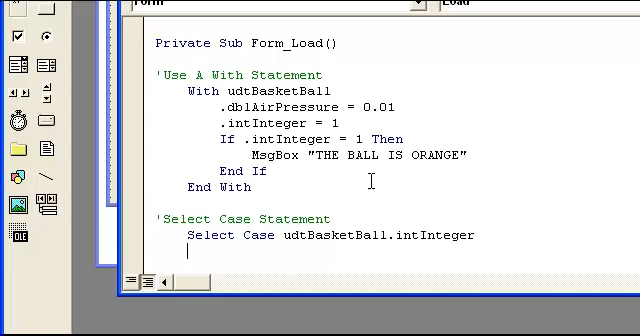 Form
Load
Private Sub Form_Load()
'Use A With Statement
With udtBasketBall
.dblAirPressure = 0.01
.intInteger = 1
If .intInteger = 1 Then
MsgBox "THE BALL IS ORANGE"
End If
End With
'Select Case Statement
Select Case udtBasketBall.intInteger
OLE